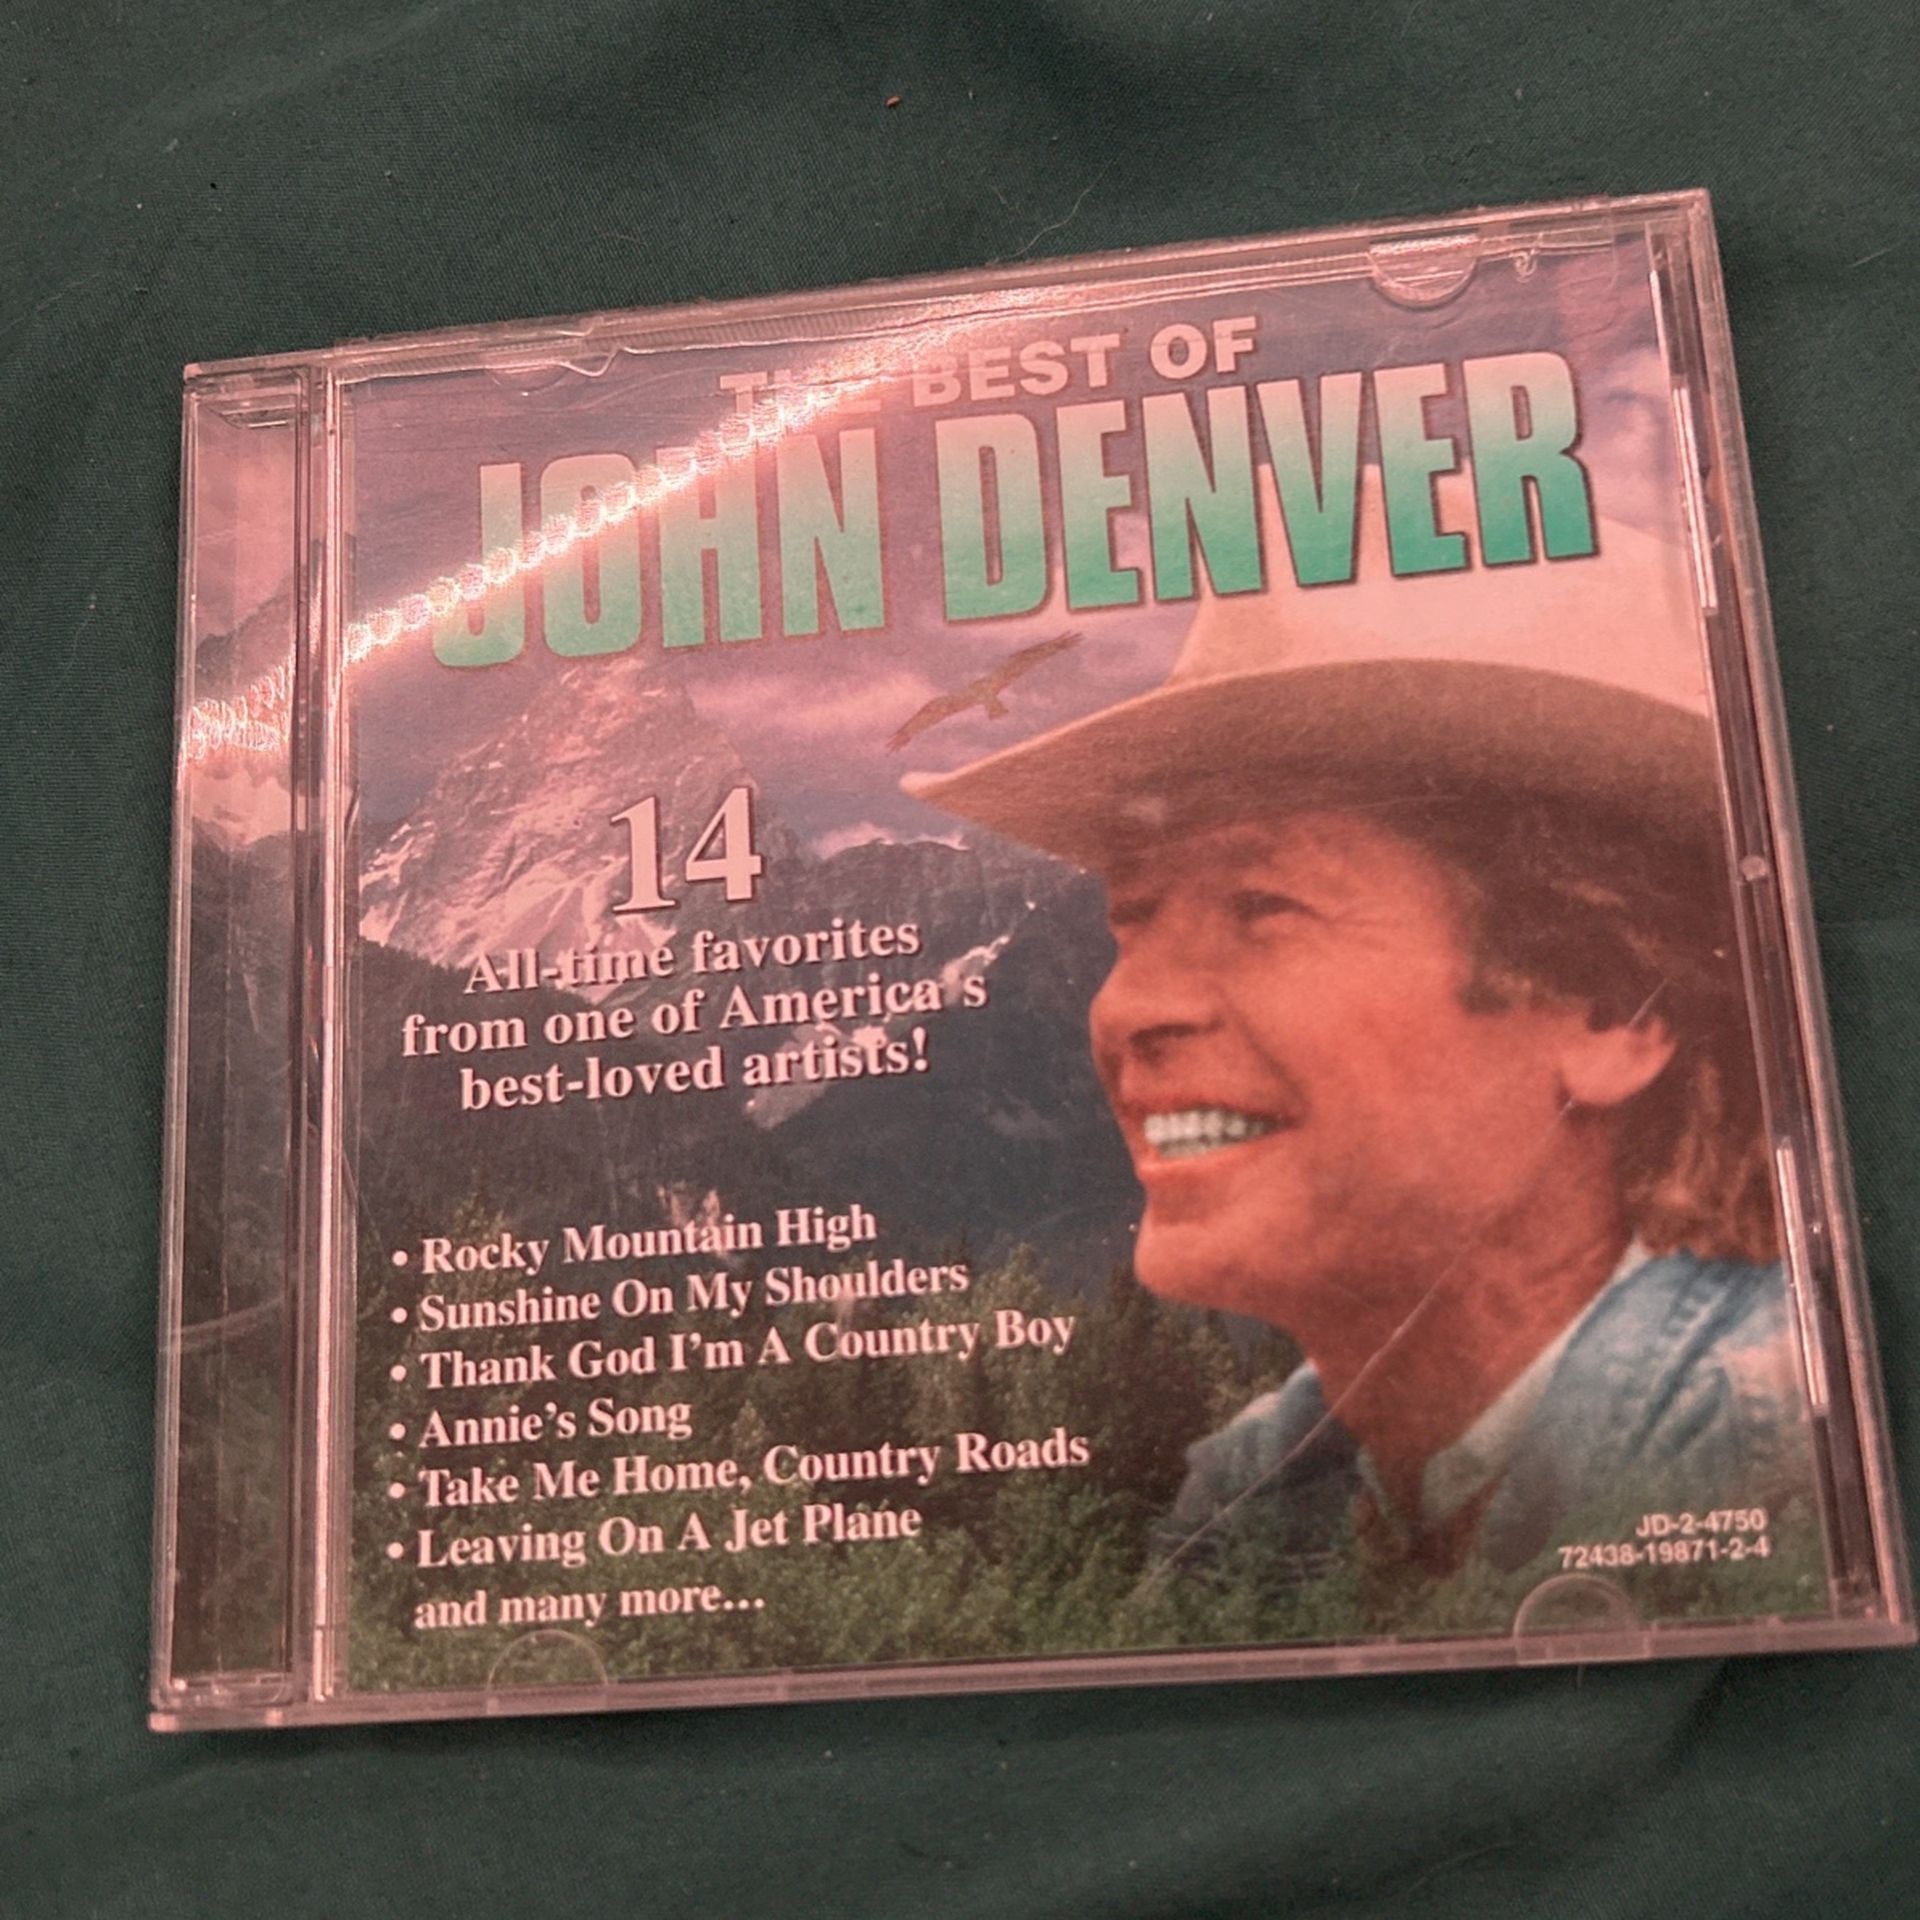 THE BEST OF
JOHN DENVER
14
All-time favorites
from one of America s
best-loved artists!
• Rocky Mountain High
• Sunshine On My Shoulders
• Thank God I'm A Country Boy
• Annie's Song
• Take Me Home, Country Roads
• Leaving On A Jet Plane
and many more...
JD-2-4750
72438-19871-2-4